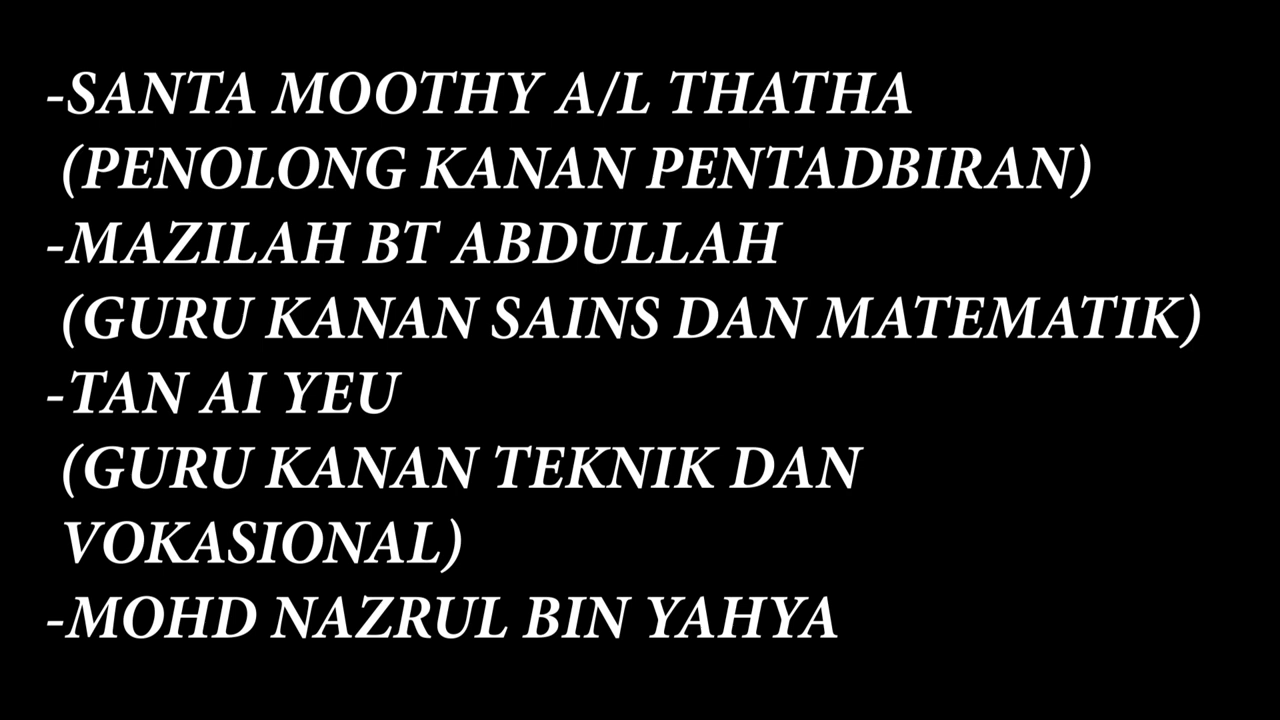 -SANTA MOOTHY A/L THATHA
(PENOLONG KANAN PENTADBIRAN)
-MAZILAH BT ABDULLAH
(GURU KANAN SAINS DAN MATEMATIK)
-TAN AI YEU
(GURU KANAN TEKNIK DAN
VOKASIONAL)
-MOHD NAZRUL BIN YAHYA